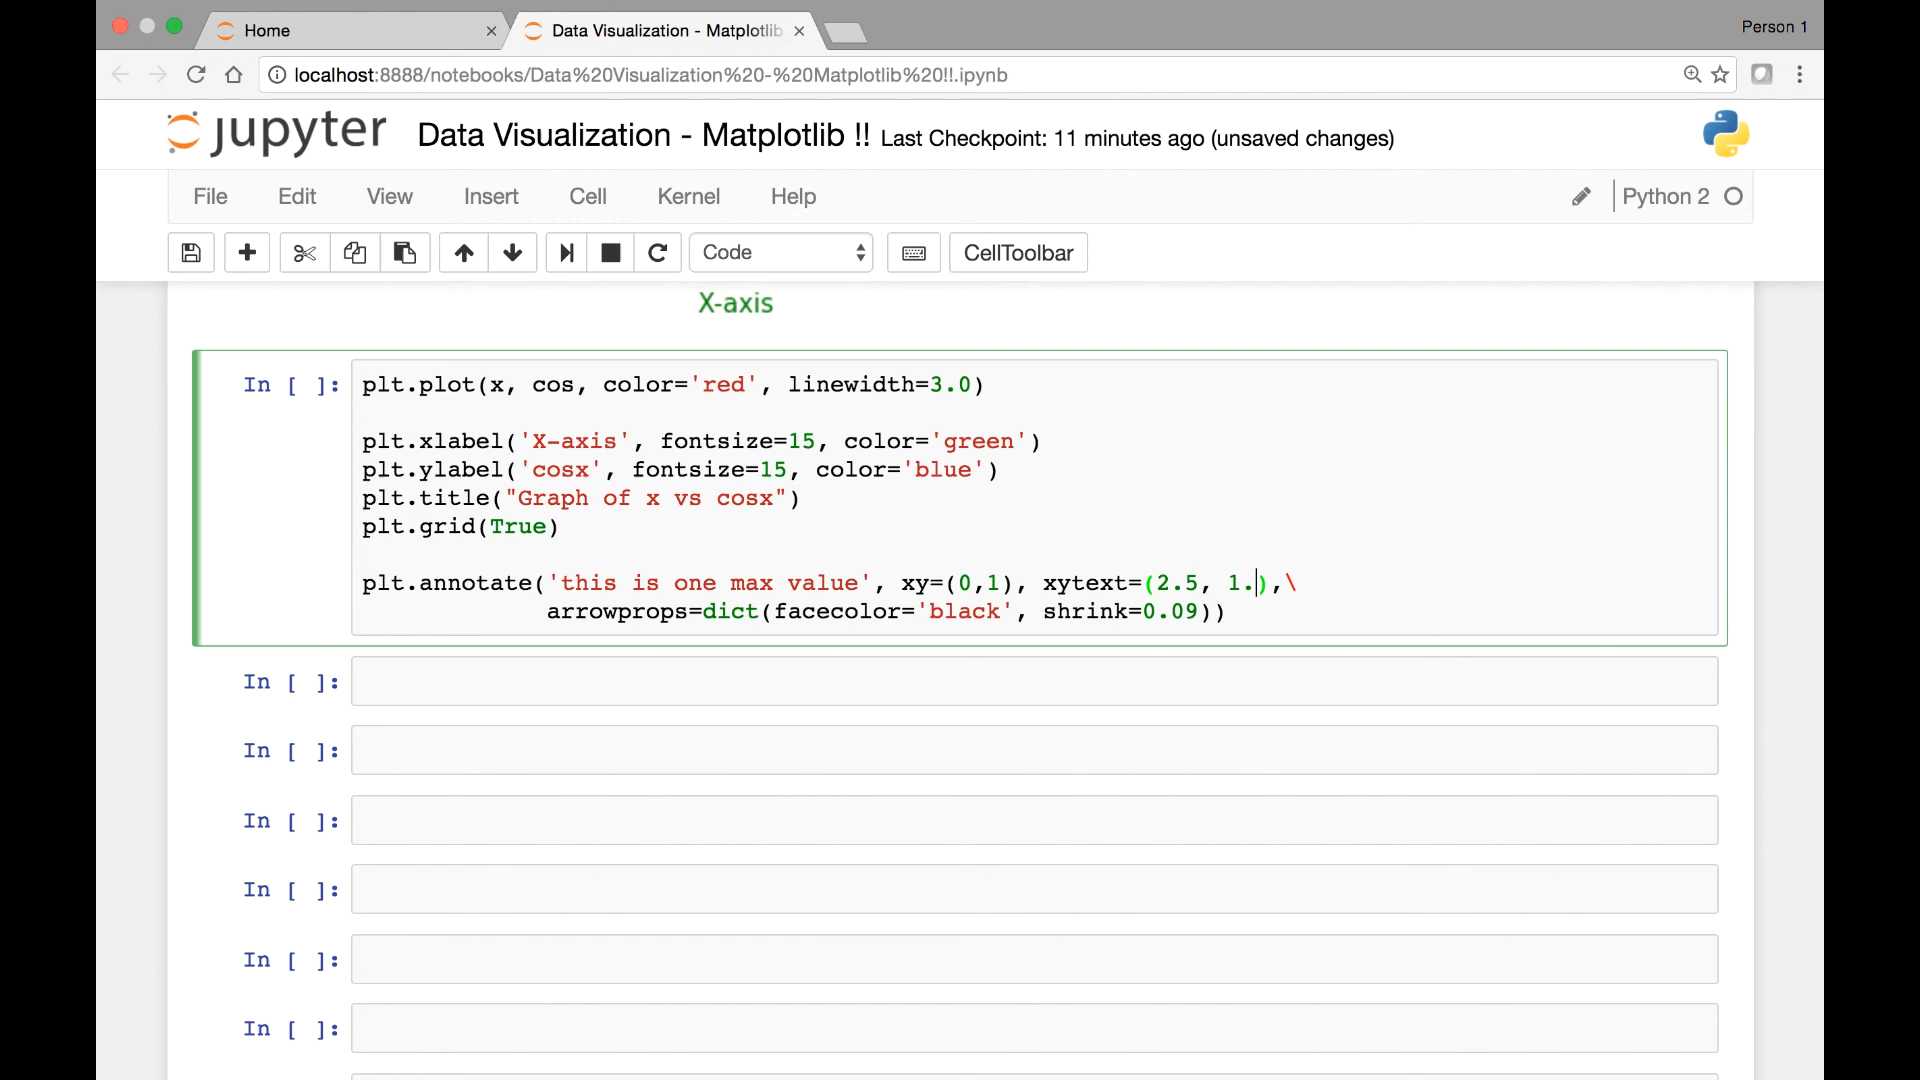 Home
Data Visualization - Matplotlib
Person 1
localhost:8888/notebooks/Data%20Visualization%20-%20Matplotlib%20!!.ipynb
jupyter Data Visualization - Matplotlib !! Last Checkpoint: 11 minutes ago (unsaved changes)
File Edit View Insert Cell Kernel Help Python 2
Code CellToolbar
X-axis
In [ ]: plt.plot(x, cos, color='red', linewidth=3.0)
plt.xlabel('X-axis', fontsize=15, color='green')
plt.ylabel('cosx', fontsize=15, color='blue')
plt.title("Graph of x vs cosx")
plt.grid(True)
plt.annotate('this is one max value', xy=(0,1), xytext=(2.5, 1.),\
arrowprops=dict(facecolor='black', shrink=0.09))
In [ ]:
In [ ]:
In [ ]:
In [ ]:
In [ ]:
In [ ]: